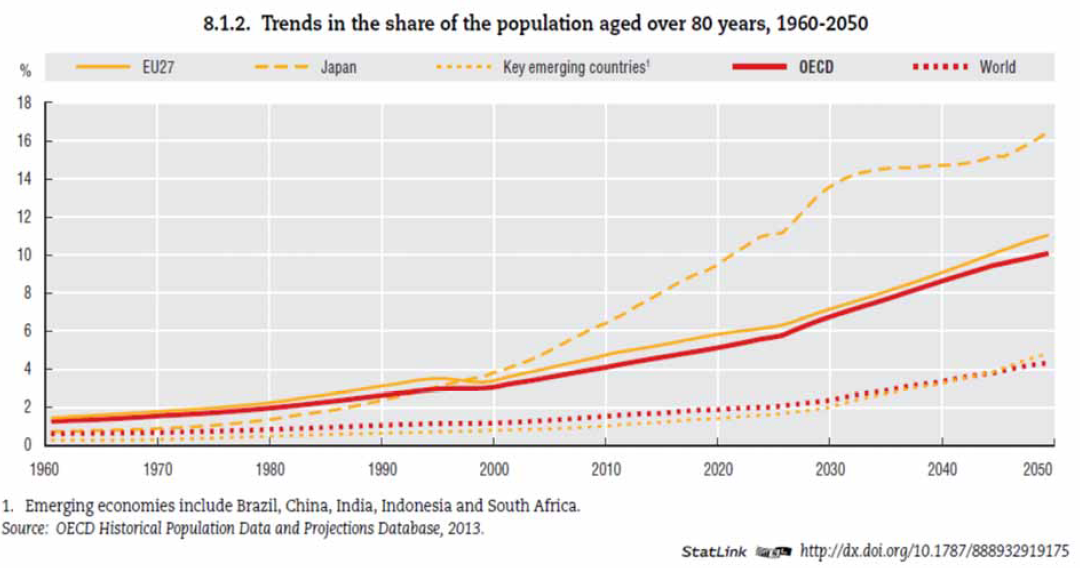 8.1.2. Trends in the share of the population aged over 80 years, 1960-2050
EU27 Japan Key emerging countries¹ OECD World
%
18
16
14
12
10
8
6
4
2
0
1960 1970 1980 1990 2000 2010 2020 2030 2040 2050
1. Emerging economies include Brazil, China, India, Indonesia and South Africa.
Source: OECD Historical Population Data and Projections Database, 2013.
StatLink http://dx.doi.org/10.1787/888932919175